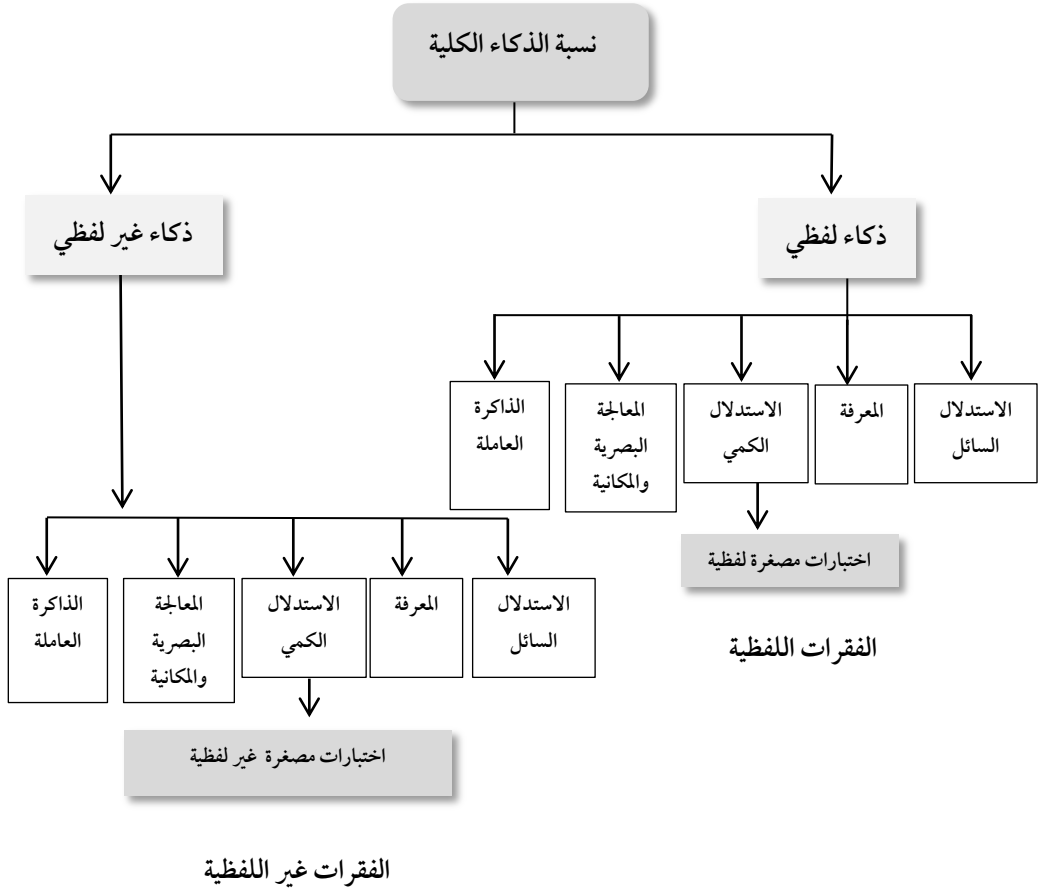 نسبة الذكاء الكلية
ذكاء لفظي
ذكاء غير لفظي
الاستدلال
السائل
المعرفة
الاستدلال
الكمي
المعالجة
البصرية
والمكانية
الذاكرة
العاملة
اختبارات مصغرة لفظية
الفقرات اللفظية
الاستدلال
السائل
المعرفة
الاستدلال
الكمي
المعالجة
البصرية
والمكانية
الذاكرة
العاملة
اختبارات مصغرة غير لفظية
الفقرات غير اللفظية